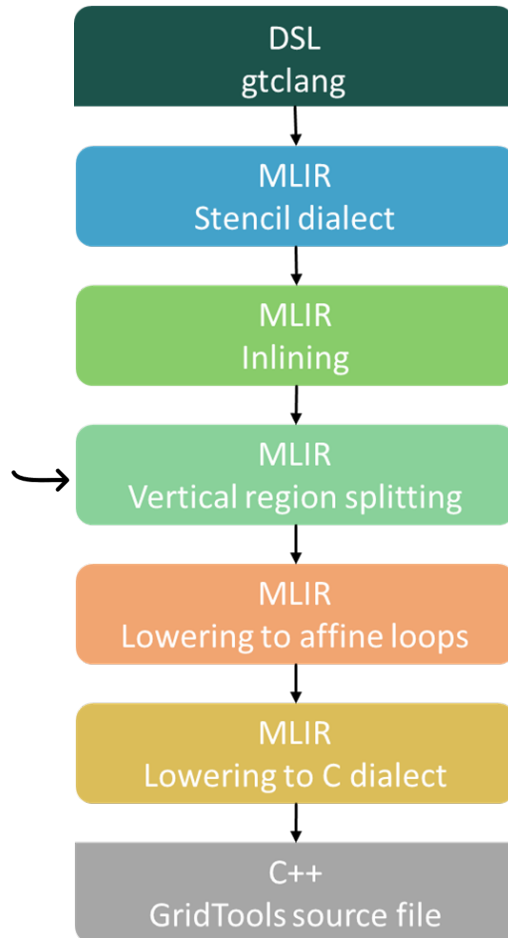 DSL
gtclang
MLIR
Stencil dialect
MLIR
Inlining
MLIR
Vertical region splitting
MLIR
Lowering to affine loops
MLIR
Lowering to C dialect
C++
GridTools source file